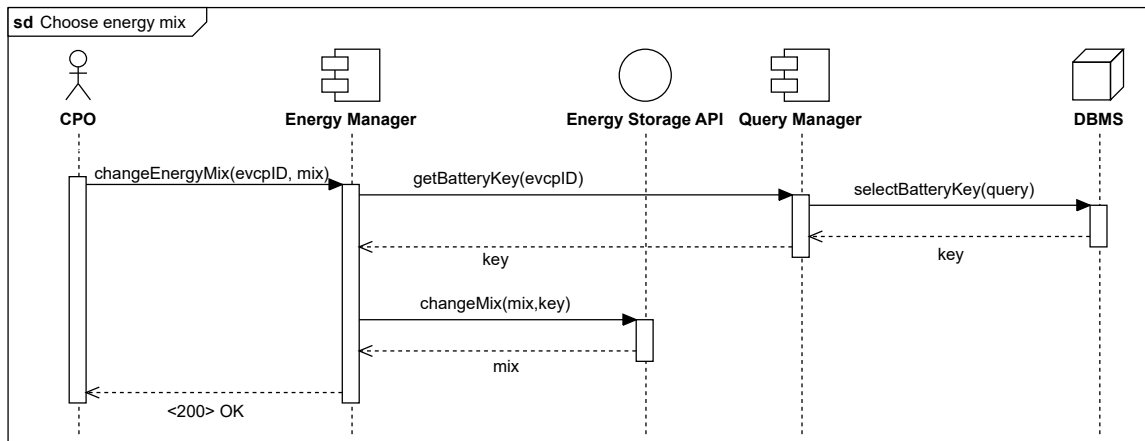 sd Choose energy mix
CPO
Energy Manager
Energy Storage API
Query Manager
DBMS
changeEnergyMix(evcpID, mix)
getBatteryKey(evcpID)
selectBatteryKey(query)
key
key
changeMix(mix,key)
mix
<200> OK